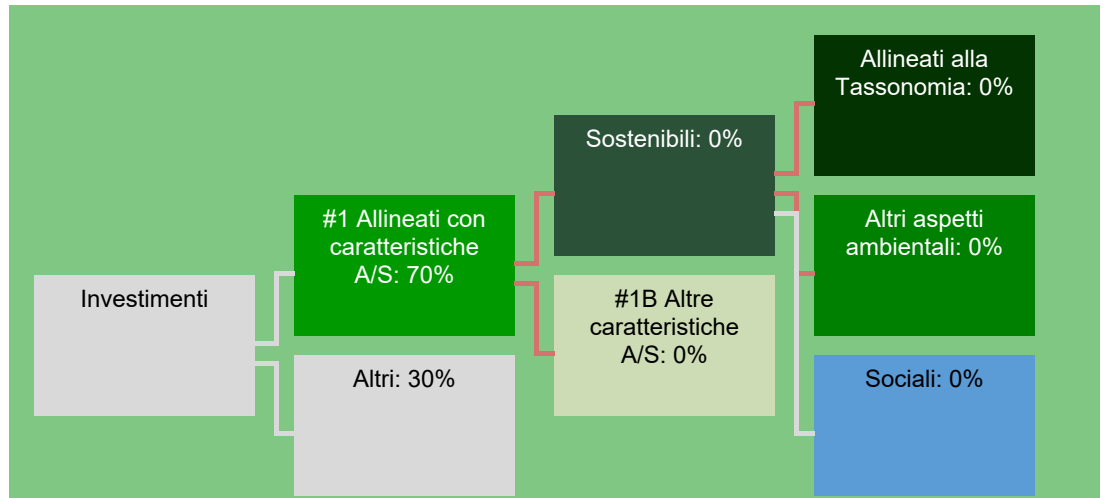 Investimenti
#1 Allineati con
caratteristiche
A/S: 70%
Altri: 30%
Sostenibili: 0%
#1B Altre
caratteristiche
A/S: 0%
Allineati alla
Tassonomia: 0%
Altri aspetti
ambientali: 0%
Sociali: 0%